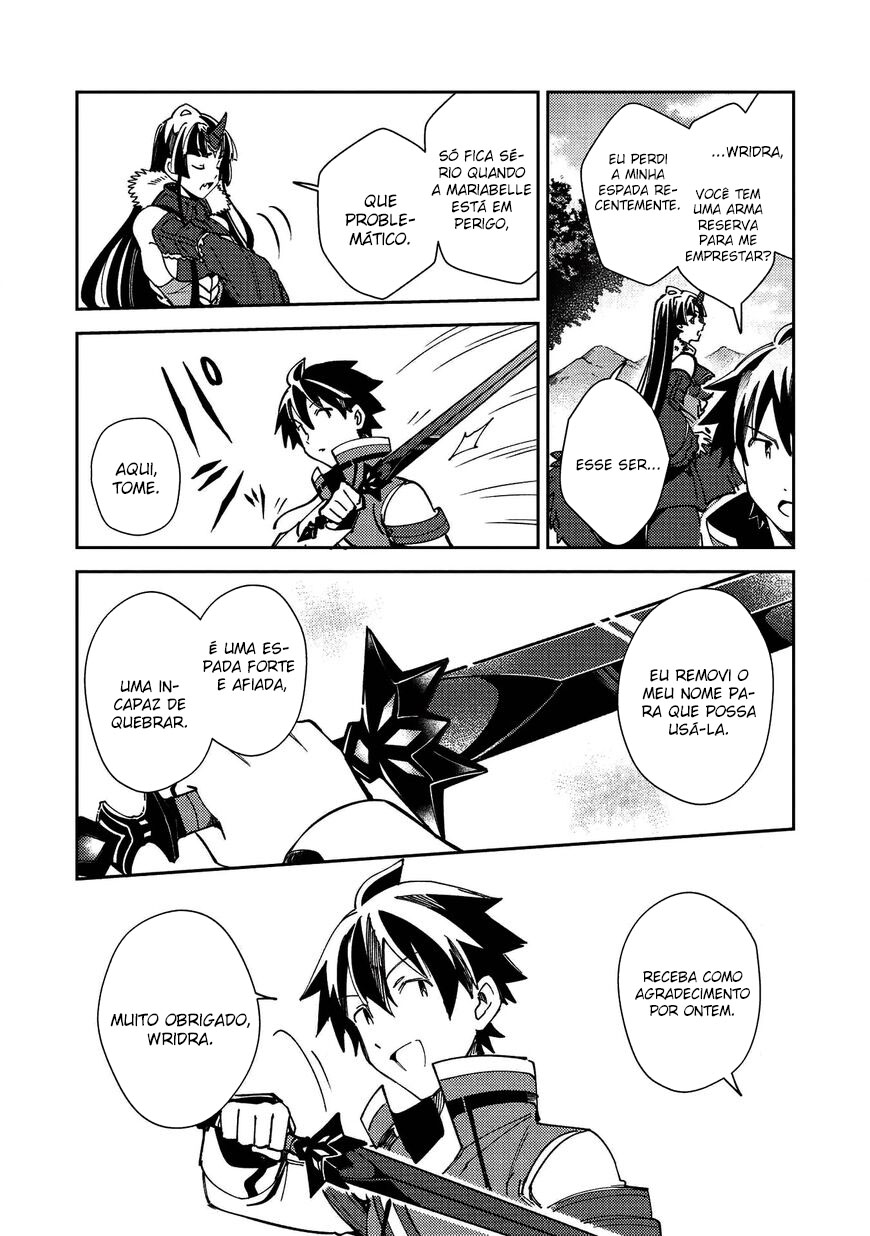 ...WRIDRA,
VOCÊ TEM
UMA ARMA
RESERVA
PARA ME
EMPRESTAR?
EU PERDI
A MINHA
ESPADA RE-
CENTEMENTE.
ESSE SER...
SÓ FICA SÉ-
RIO QUANDO
A MARIABELLE
ESTÁ EM
PERIGO,
QUE
PROBLE-
MÁTICO.
AQUI,
TOME.
EU REMOVI O
MEU NOME PA-
RA QUE POSSA
USÁ-LA.
É UMA ES-
PADA FORTE
E AFIADA,
UMA IN-
CAPAZ DE
QUEBRAR.
RECEBA COMO
AGRADECIMENTO
POR ONTEM.
MUITO OBRIGADO,
WRIDRA.